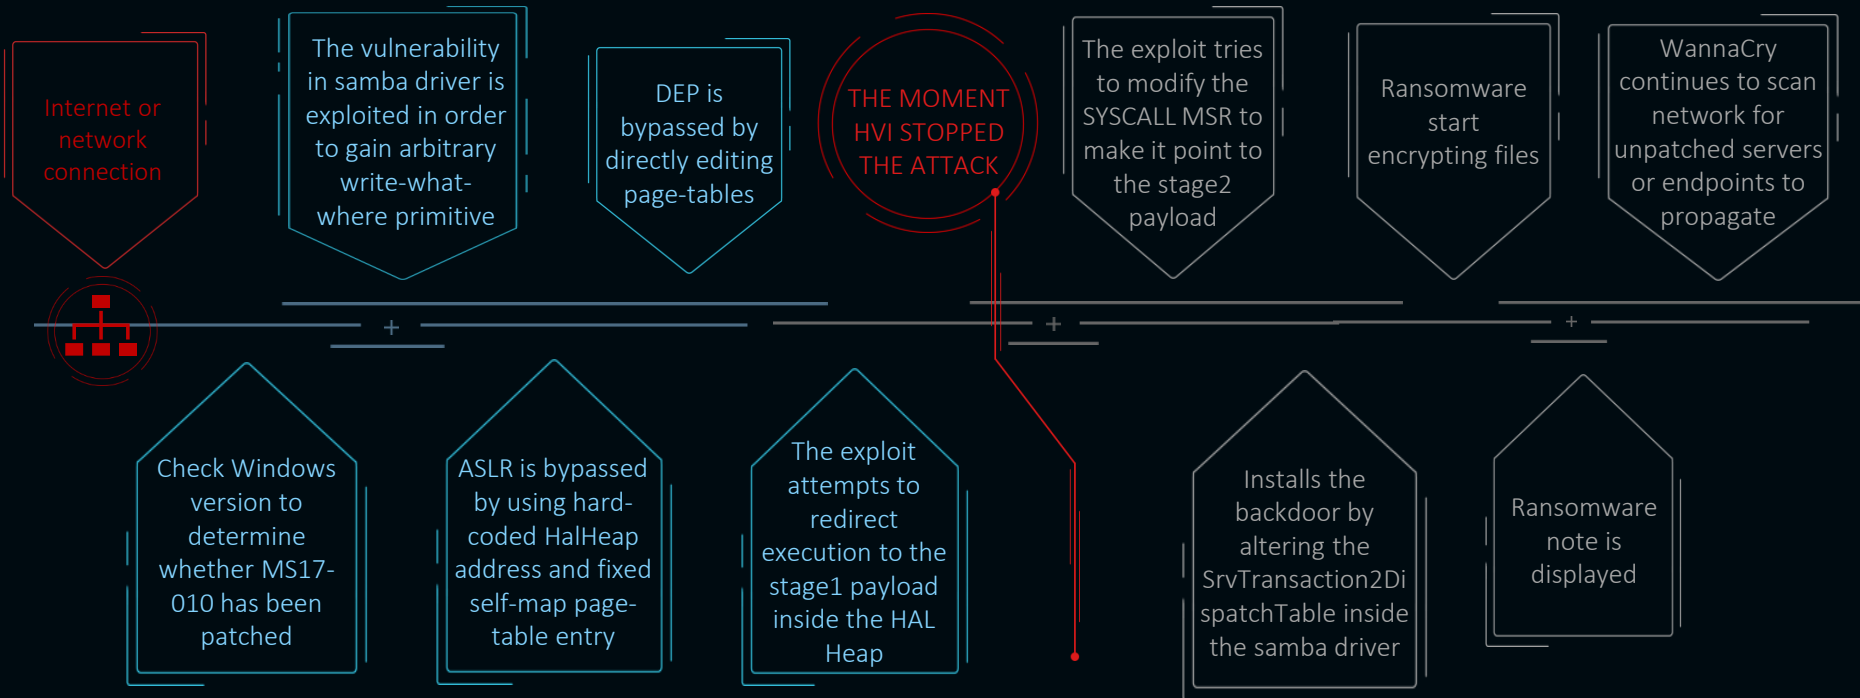 Internet or
network
connection
Check Windows
version to
determine
whether MS17-
010 has been
patched
The vulnerability
in samba driver is
exploited in order
to gain arbitrary
write-what-
where primitive
ASLR is bypassed
by using hard-
coded HalHeap
address and fixed
self-map page-
table entry
DEP is
bypassed by
directly editing
page-tables
The exploit
attempts to
redirect
execution to the
stage1 payload
inside the HAL
Heap
THE MOMENT
HVI STOPPED
THE ATTACK
The exploit tries
to modify the
SYSCALL MSR to
make it point to
the stage2
payload
Installs the
backdoor by
altering the
SrvTransaction2Di
spatchTable inside
the samba driver
Ransomware
start
encrypting files
Ransomware
note is
displayed
WannaCry
continues to scan
network for
unpatched servers
or endpoints to
propagate